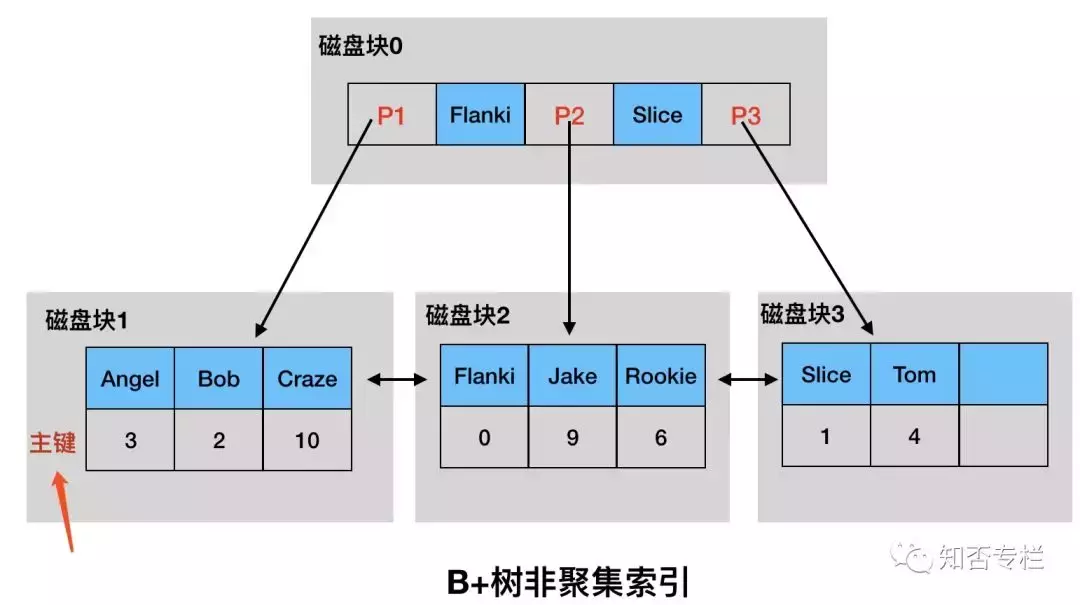 磁盘块0
P1 Flanki P2 Slice P3
磁盘块1
Angel Bob Craze
主键 3 2 10
磁盘块2
Flanki Jake Rookie
0 9 6
磁盘块3
Slice Tom
1 4
知否专栏
B+树非聚集索引